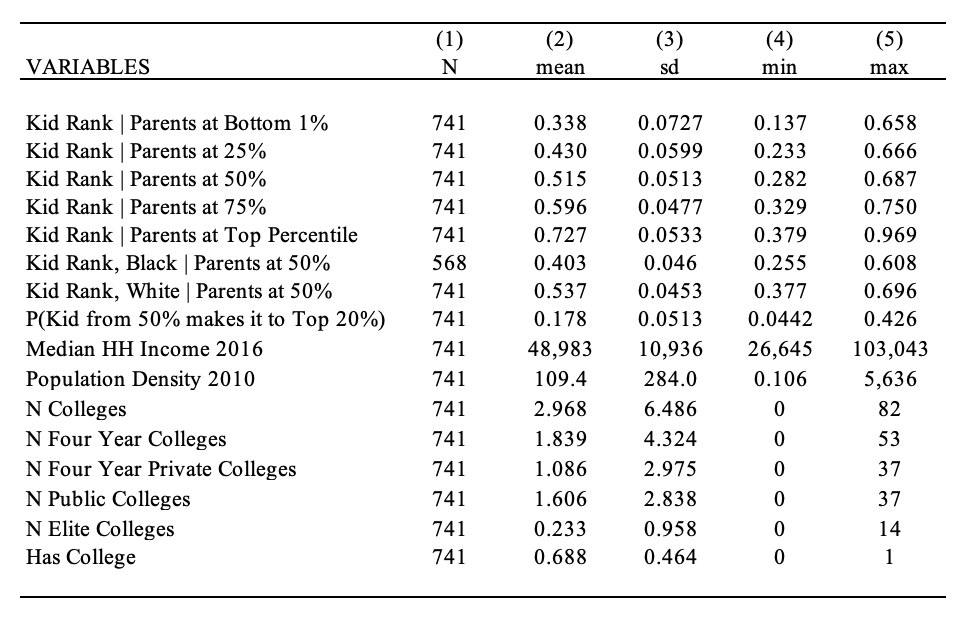 (1) (2) (3) (4) (5)
VARIABLES N mean sd min max
Kid Rank | Parents at Bottom 1% 741 0.338 0.0727 0.137 0.658
Kid Rank | Parents at 25% 741 0.430 0.0599 0.233 0.666
Kid Rank | Parents at 50% 741 0.515 0.0513 0.282 0.687
Kid Rank | Parents at 75% 741 0.596 0.0477 0.329 0.750
Kid Rank | Parents at Top Percentile 741 0.727 0.0533 0.379 0.969
Kid Rank, Black | Parents at 50% 568 0.403 0.046 0.255 0.608
Kid Rank, White | Parents at 50% 741 0.537 0.0453 0.377 0.696
P(Kid from 50% makes it to Top 20%) 741 0.178 0.0513 0.0442 0.426
Median HH Income 2016 741 48,983 10,936 26,645 103,043
Population Density 2010 741 109.4 284.0 0.106 5,636
N Colleges 741 2.968 6.486 0 82
N Four Year Colleges 741 1.839 4.324 0 53
N Four Year Private Colleges 741 1.086 2.975 0 37
N Public Colleges 741 1.606 2.838 0 37
N Elite Colleges 741 0.233 0.958 0 14
Has College 741 0.688 0.464 0 1